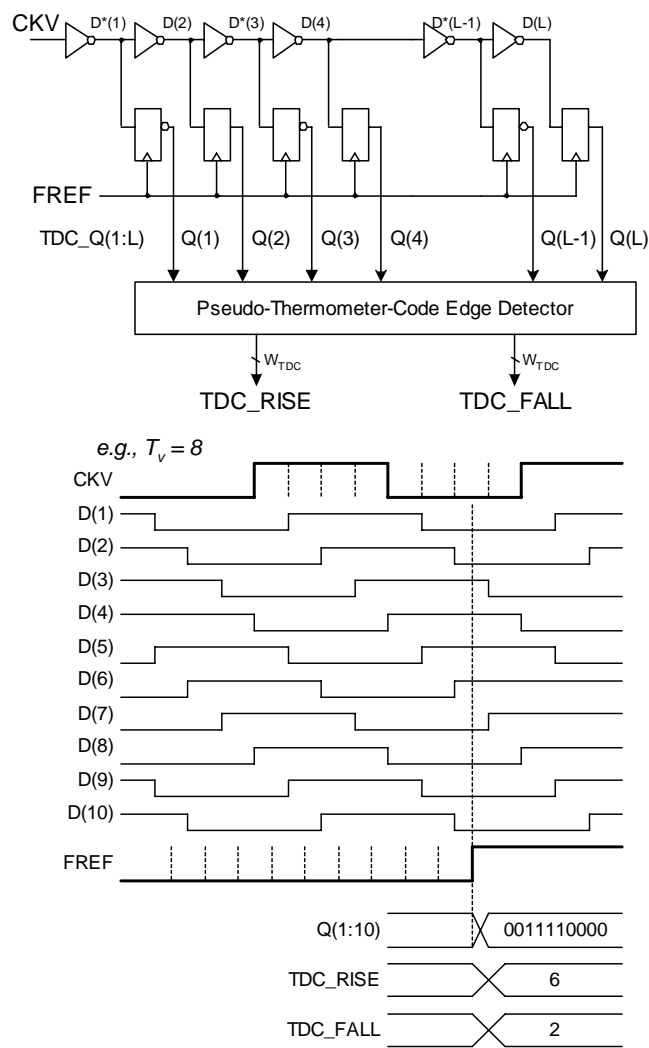 CKV D*(1) D(2) D*(3) D(4) D*(L-1) D(L)
FREF
TDC_Q(1:L) Q(1) Q(2) Q(3) Q(4) Q(L-1) Q(L)
Pseudo-Thermometer-Code Edge Detector
W_TDC W_TDC
TDC_RISE TDC_FALL
e.g., T_v = 8
CKV
D(1)
D(2)
D(3)
D(4)
D(5)
D(6)
D(7)
D(8)
D(9)
D(10)
FREF
Q(1:10) 0011110000
TDC_RISE 6
TDC_FALL 2